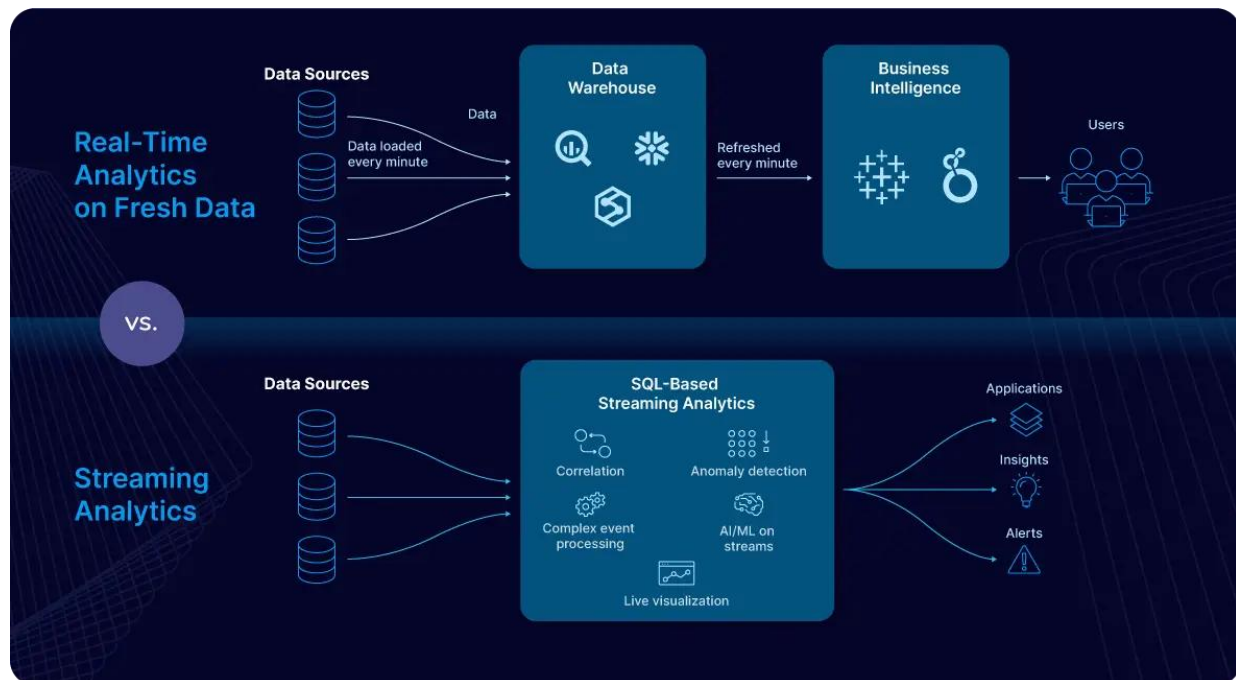 Real-Time
Analytics
on Fresh Data
Data Sources
Data loaded
every minute
Data
Data
Warehouse
Refreshed
every minute
Business
Intelligence
Users
vs.
Streaming
Analytics
Data Sources
SQL-Based
Streaming Analytics
Correlation
Anomaly detection
Complex event
processing
AI/ML on
streams
Live visualization
Applications
Insights
Alerts